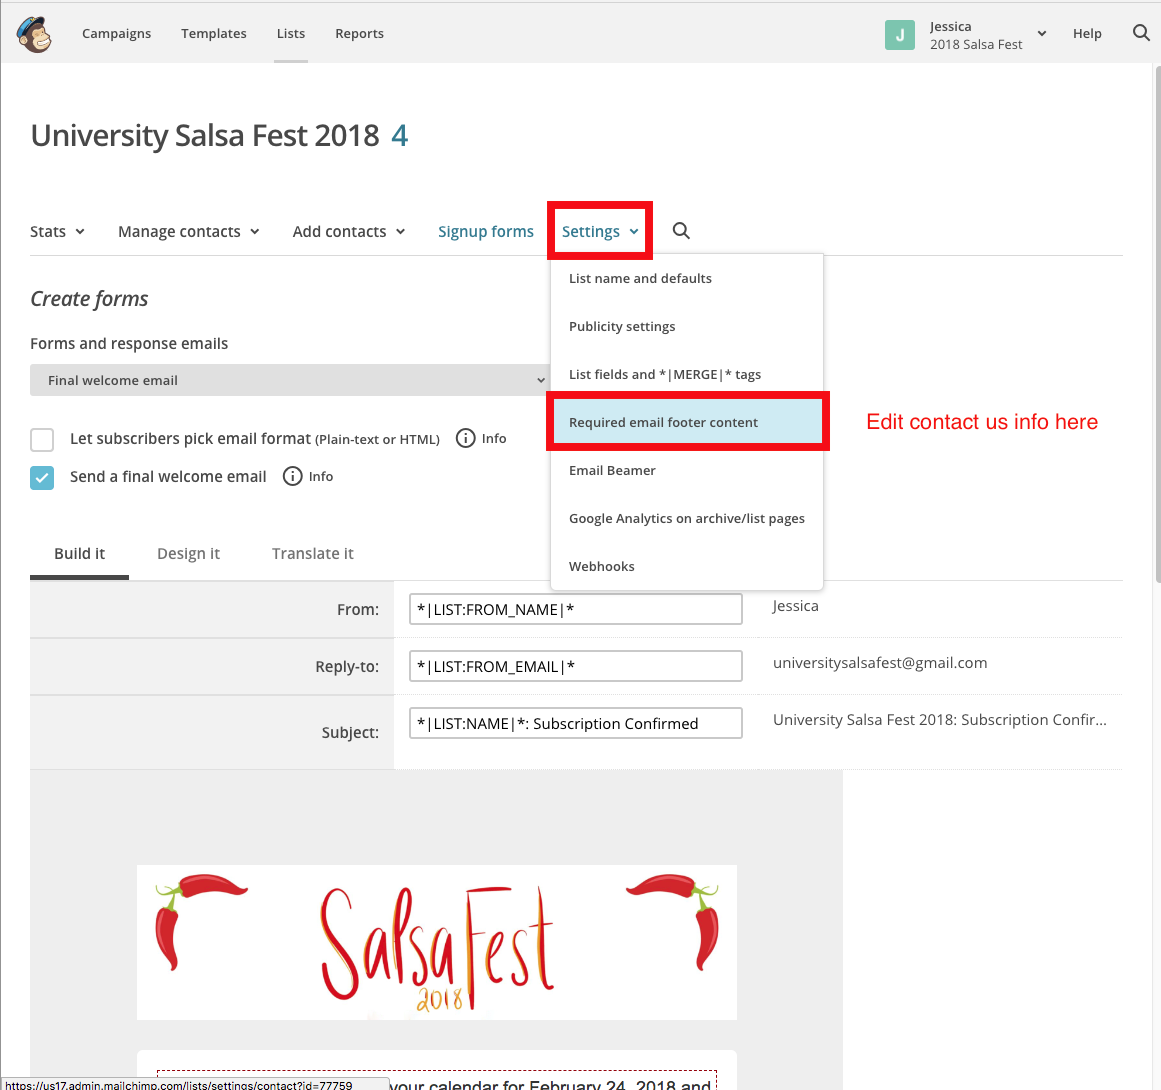 Campaigns Templates Lists Reports
J Jessica
2018 Salsa Fest
Help
University Salsa Fest 2018 4
Stats Manage contacts Add contacts Signup forms Settings
List name and defaults
Publicity settings
List fields and *|MERGE|* tags
Required email footer content
Email Beamer
Google Analytics on archive/list pages
Webhooks
Edit contact us info here
Create forms
Forms and response emails
Final welcome email
Let subscribers pick email format (Plain-text or HTML) i Info
Send a final welcome email i Info
Build it Design it Translate it
From: *|LIST:FROM_NAME|* Jessica
Reply-to: *|LIST:FROM_EMAIL|* universitysalsafest@gmail.com
Subject: *|LIST:NAME|*: Subscription Confirmed University Salsa Fest 2018: Subscription Confir...
Salsa Fest
2018
your calendar for February 24, 2018 and
https://us17.admin.mailchimp.com/lists/settings/contact?id=77759